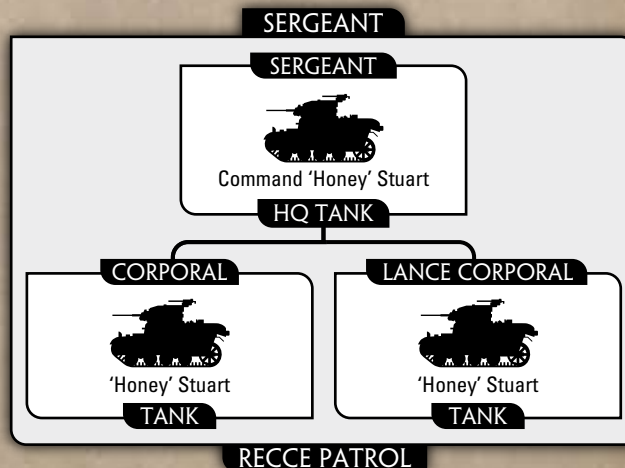 SERGEANT
SERGEANT
Command ‘Honey’ Stuart
HQ TANK
CORPORAL
LANCE CORPORAL
‘Honey’ Stuart
‘Honey’ Stuart
TANK
TANK
RECCE PATROL